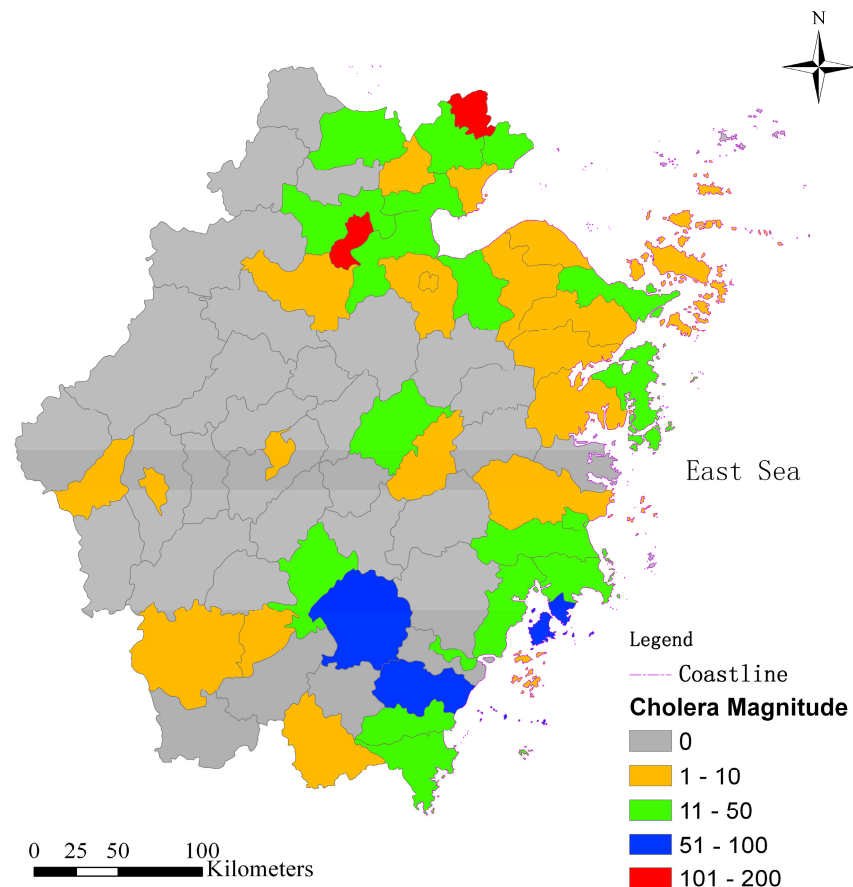 N
East Sea
Legend
Coastline
Cholera Magnitude
0
1 - 10
11 - 50
51 - 100
101 - 200
0 25 50 100
Kilometers